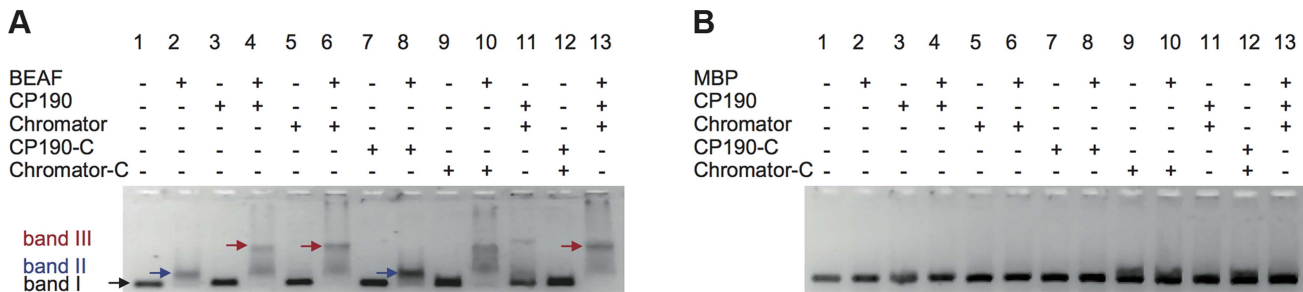 A
1 2 3 4 5 6 7 8 9 10 11 12 13
BEAF - + - + - + - + - + - - +
CP190 - - + + - - - - - - + - +
Chromator - - - - + + - - - - + - +
CP190-C - - - - - - + + - - - + -
Chromator-C - - - - - - - - + + - + -
band III
band II
band I
B
1 2 3 4 5 6 7 8 9 10 11 12 13
MBP - + - + - + - + - + - - +
CP190 - - + + - - - - - - + - +
Chromator - - - - + + - - - - + - +
CP190-C - - - - - - + + - - - + -
Chromator-C - - - - - - - - + + - + -